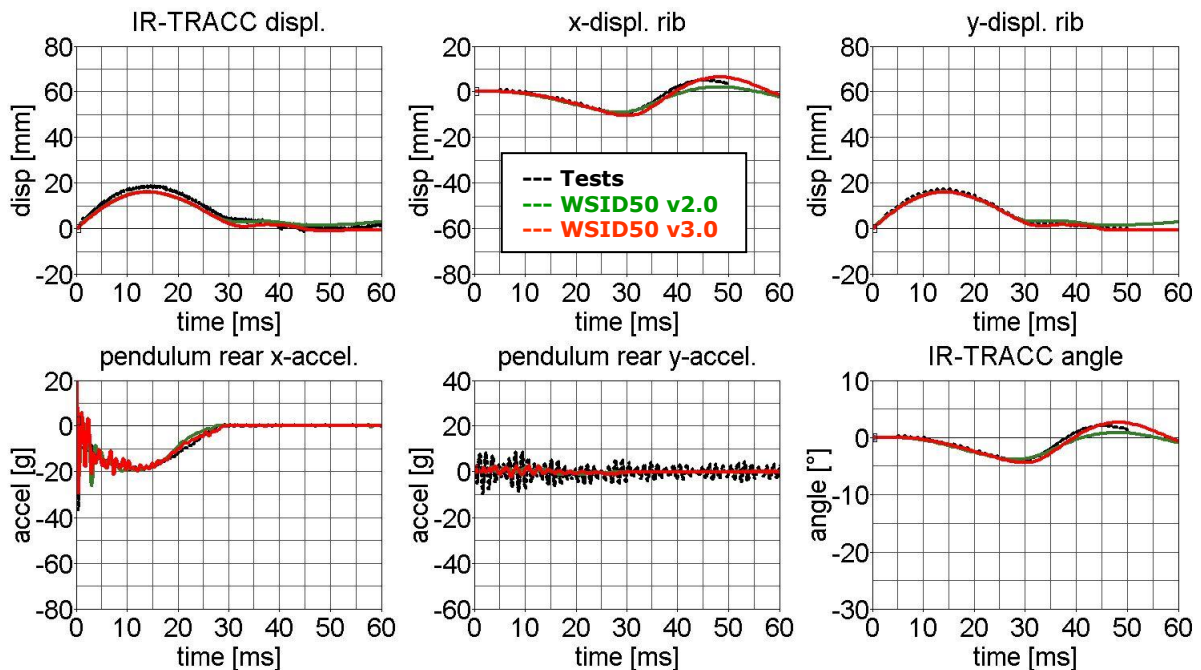 IR-TRACC displ.
x-displ. rib
y-displ. rib
disp [mm]
80
60
40
20
0
-20
0 10 20 30 40 50 60
time [ms]
disp [mm]
20
0
-20
-40
-60
-80
0 10 20 30 40 50 60
time [ms]
--- Tests
--- WSID50 v2.0
--- WSID50 v3.0
disp [mm]
80
60
40
20
0
-20
0 10 20 30 40 50 60
time [ms]
pendulum rear x-accel.
pendulum rear y-accel.
IR-TRACC angle
accel [g]
20
0
-20
-40
-60
-80
0 10 20 30 40 50 60
time [ms]
accel [g]
40
20
0
-20
-40
-60
0 10 20 30 40 50 60
time [ms]
angle [°]
10
0
-10
-20
-30
0 10 20 30 40 50 60
time [ms]